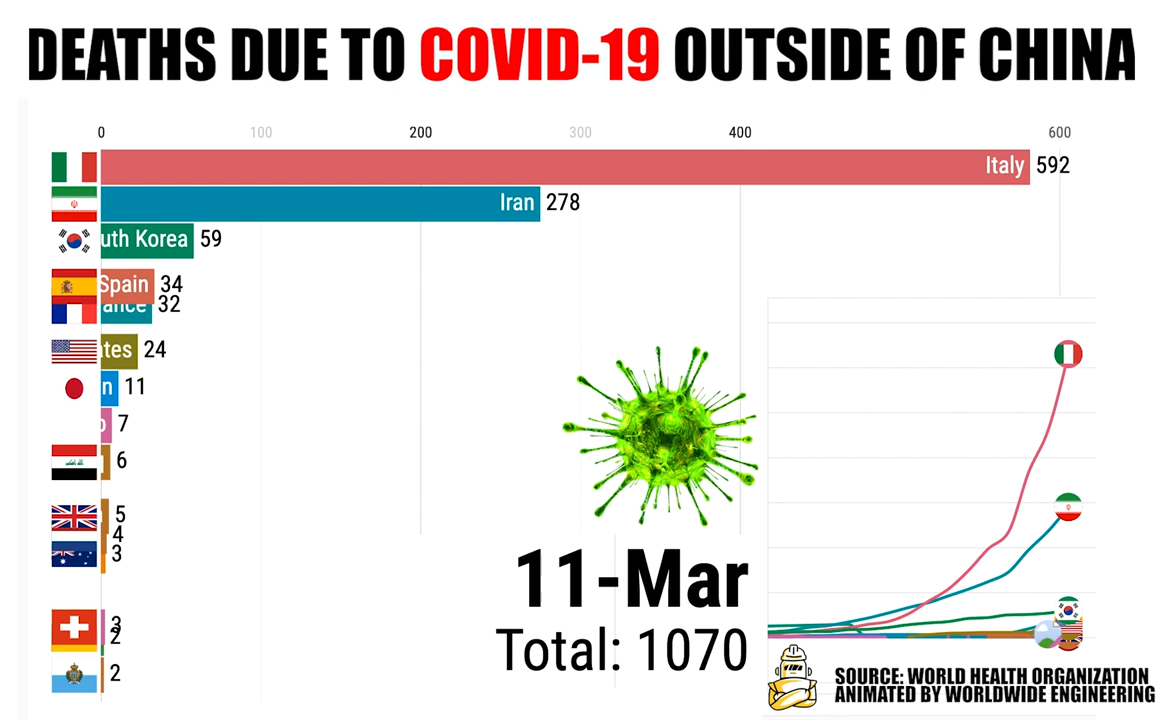 DEATHS DUE TO COVID-19 OUTSIDE OF CHINA
0 100 200 300 400 600
Italy 592
Iran 278
uth Korea 59
Spain 34
ance 32
tes 24
n 11
7
6
5
4
3
3
2
2
11-Mar
Total: 1070
SOURCE: WORLD HEALTH ORGANIZATION
ANIMATED BY WORLDWIDE ENGINEERING